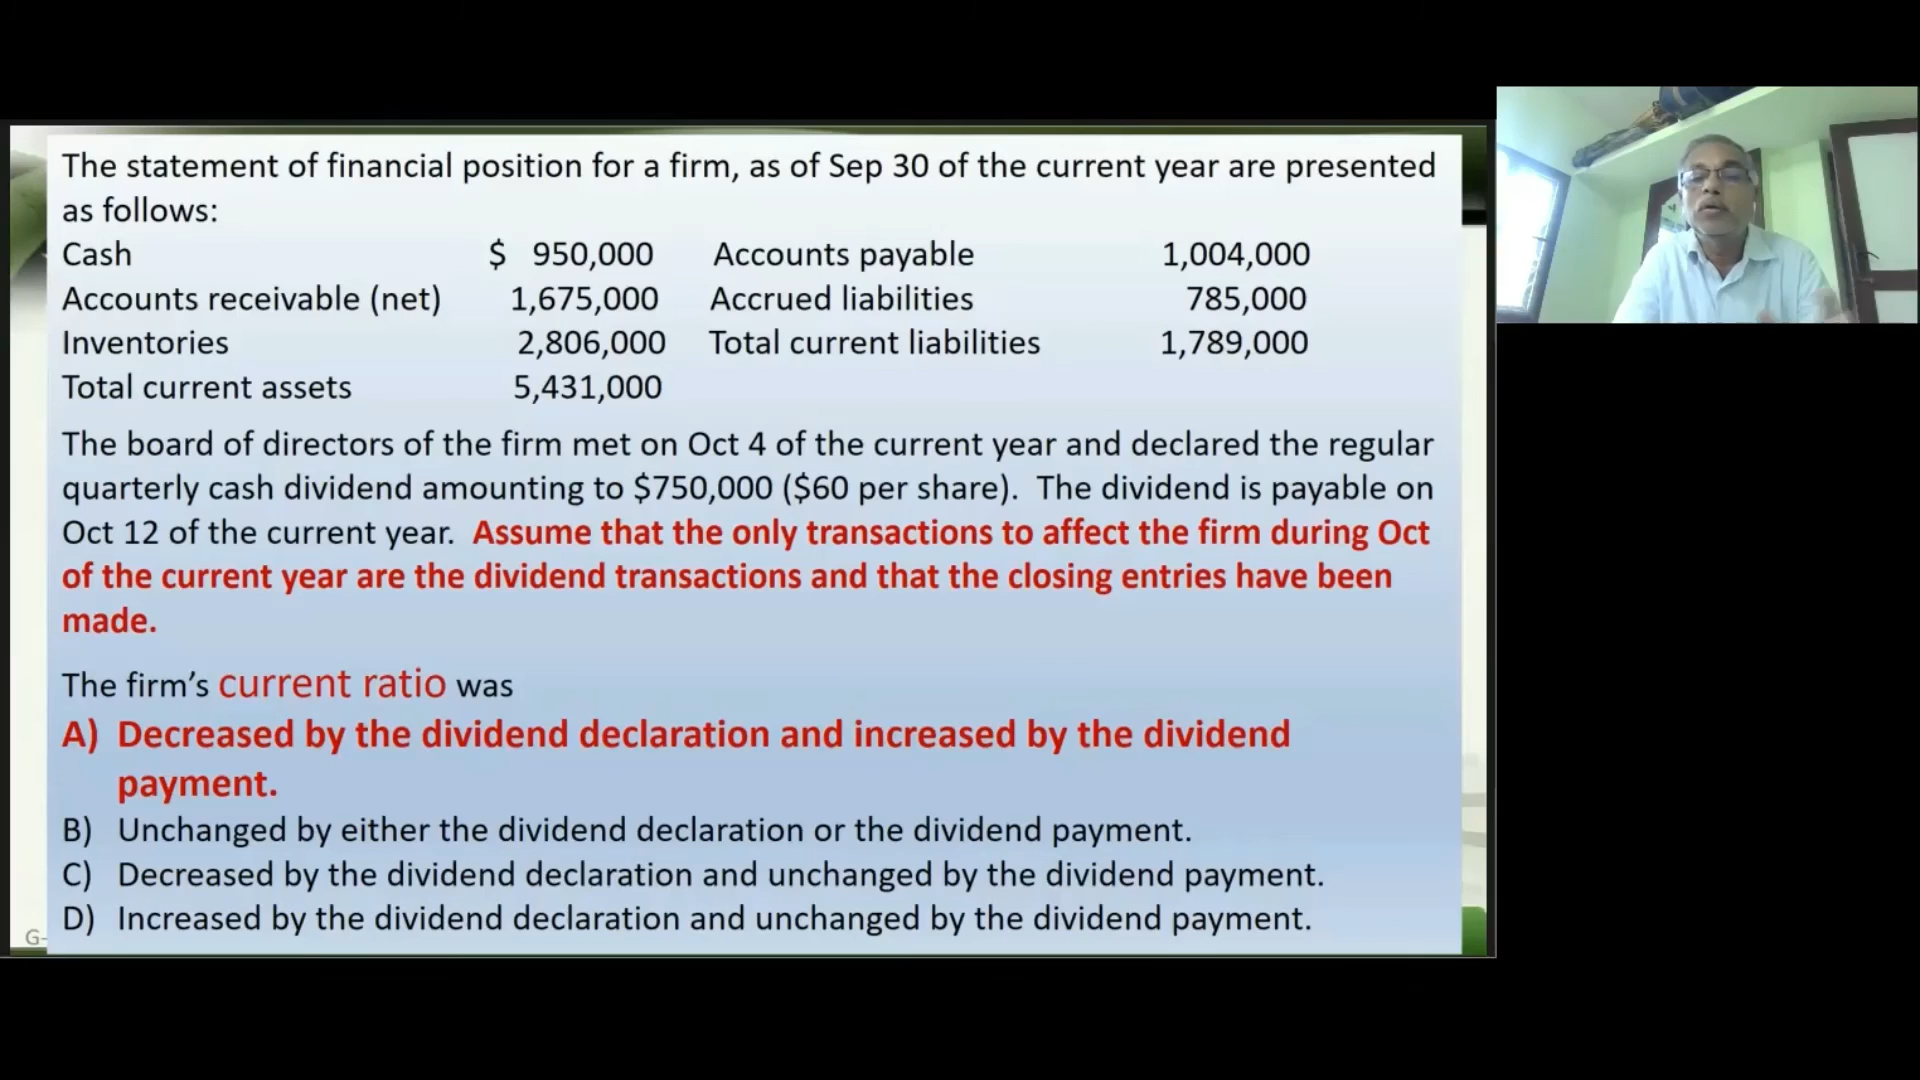 The statement of financial position for a firm, as of Sep 30 of the current year are presented
as follows:
Cash $ 950,000 Accounts payable 1,004,000
Accounts receivable (net) 1,675,000 Accrued liabilities 785,000
Inventories 2,806,000 Total current liabilities 1,789,000
Total current assets 5,431,000
The board of directors of the firm met on Oct 4 of the current year and declared the regular
quarterly cash dividend amounting to $750,000 ($60 per share). The dividend is payable on
Oct 12 of the current year. Assume that the only transactions to affect the firm during Oct
of the current year are the dividend transactions and that the closing entries have been
made.
The firm’s current ratio was
A) Decreased by the dividend declaration and increased by the dividend
payment.
B) Unchanged by either the dividend declaration or the dividend payment.
C) Decreased by the dividend declaration and unchanged by the dividend payment.
D) Increased by the dividend declaration and unchanged by the dividend payment.
G-